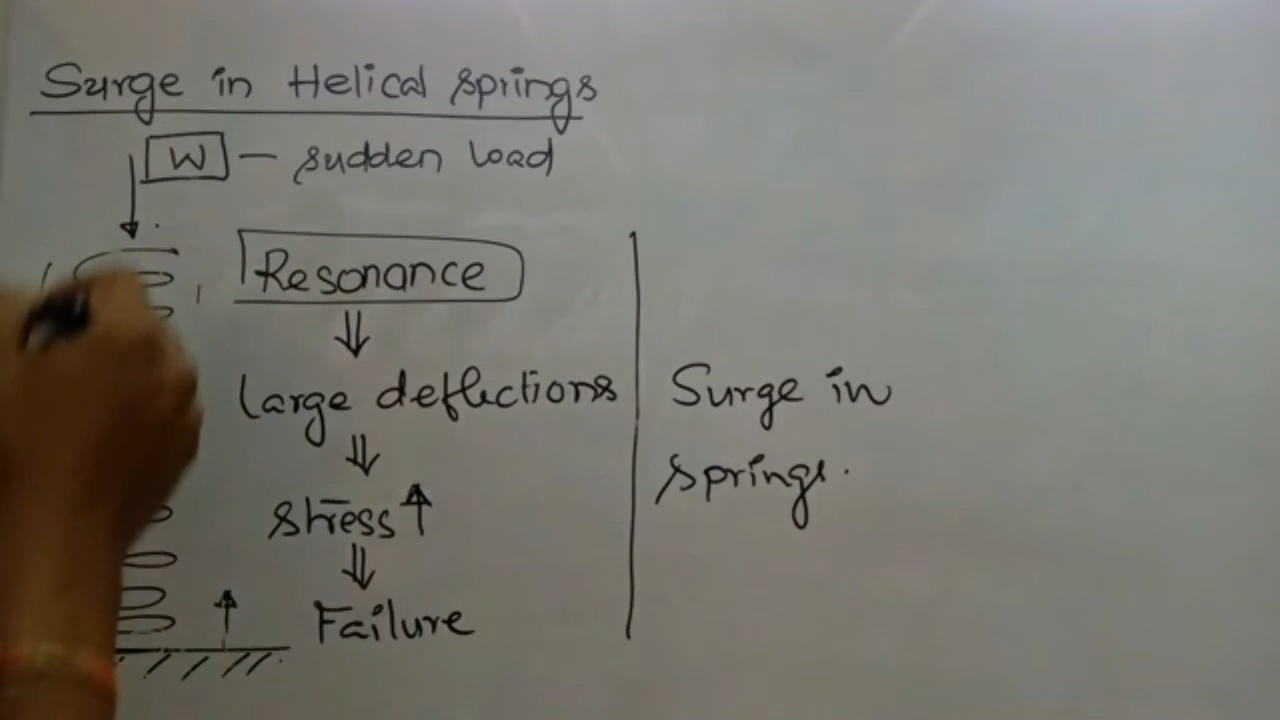 Surge in Helical springs
W — sudden load
Resonance
⇓
large deflections
⇓
stress ↑
⇓
Failure
Surge in
springs.